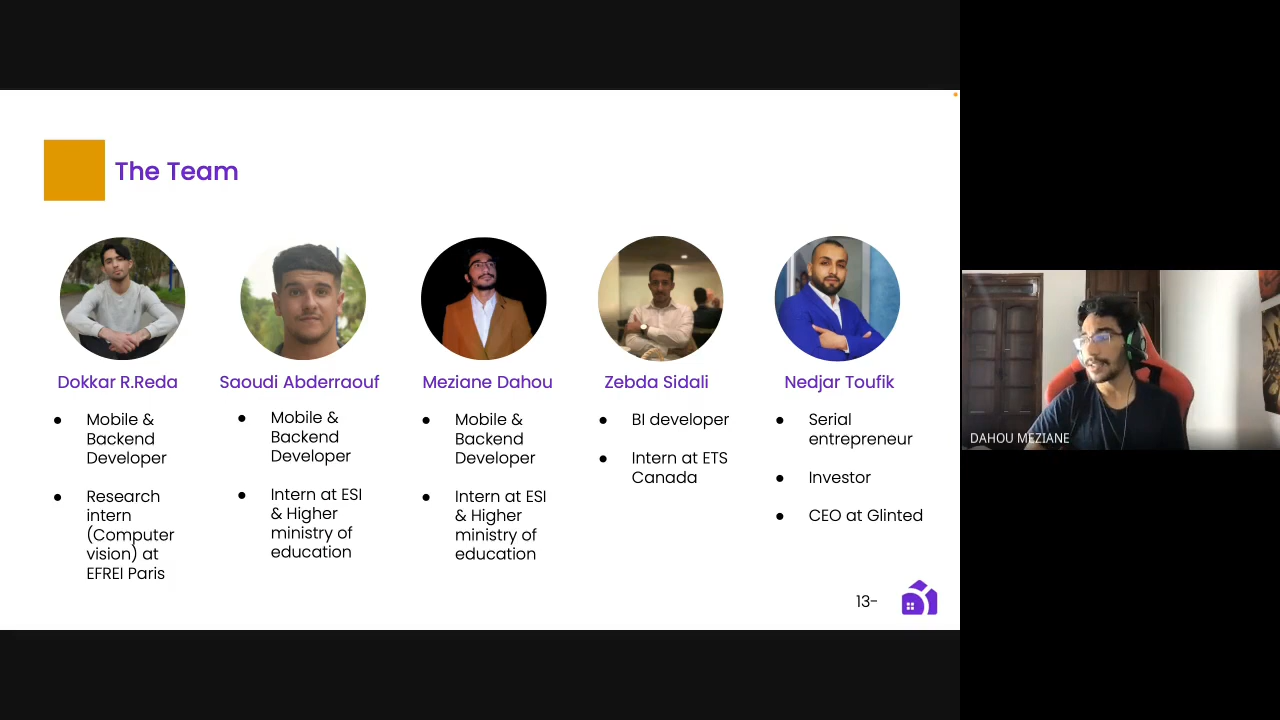 The Team
Dokkar R.Reda
● Mobile &
Backend
Developer
● Research
intern
(Computer
vision) at
EFREI Paris
Saoudi Abderraouf
● Mobile &
Backend
Developer
● Intern at ESI
& Higher
ministry of
education
Meziane Dahou
● Mobile &
Backend
Developer
● Intern at ESI
& Higher
ministry of
education
Zebda Sidali
● BI developer
● Intern at ETS
Canada
Nedjar Toufik
● Serial
entrepreneur
● Investor
● CEO at Glinted
13-
DAHOU MEZIANE